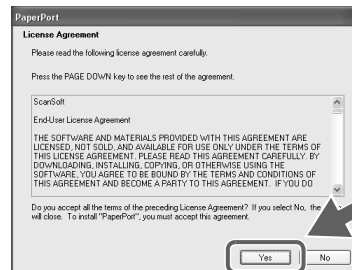 PaperPort
License Agreement
Please read the following license agreement carefully.
Press the PAGE DOWN key to see the rest of the agreement.
ScanSoft
End-User License Agreement
THE SOFTWARE AND MATERIALS PROVIDED WITH THIS AGREEMENT ARE
LICENSED, NOT SOLD, AND AVAILABLE FOR USE ONLY UNDER THE TERMS OF
THIS LICENSE AGREEMENT. PLEASE READ THIS AGREEMENT CAREFULLY. BY
DOWNLOADING, INSTALLING, COPYING, OR OTHERWISE USING THE
SOFTWARE, YOU AGREE TO BE BOUND BY THE TERMS AND CONDITIONS OF
THIS AGREEMENT AND BECOME A PARTY TO THIS AGREEMENT. IF YOU DO
Do you accept all the terms of the preceding License Agreement? If you select No, the
will close. To install "PaperPort", you must accept this agreement.
Yes No